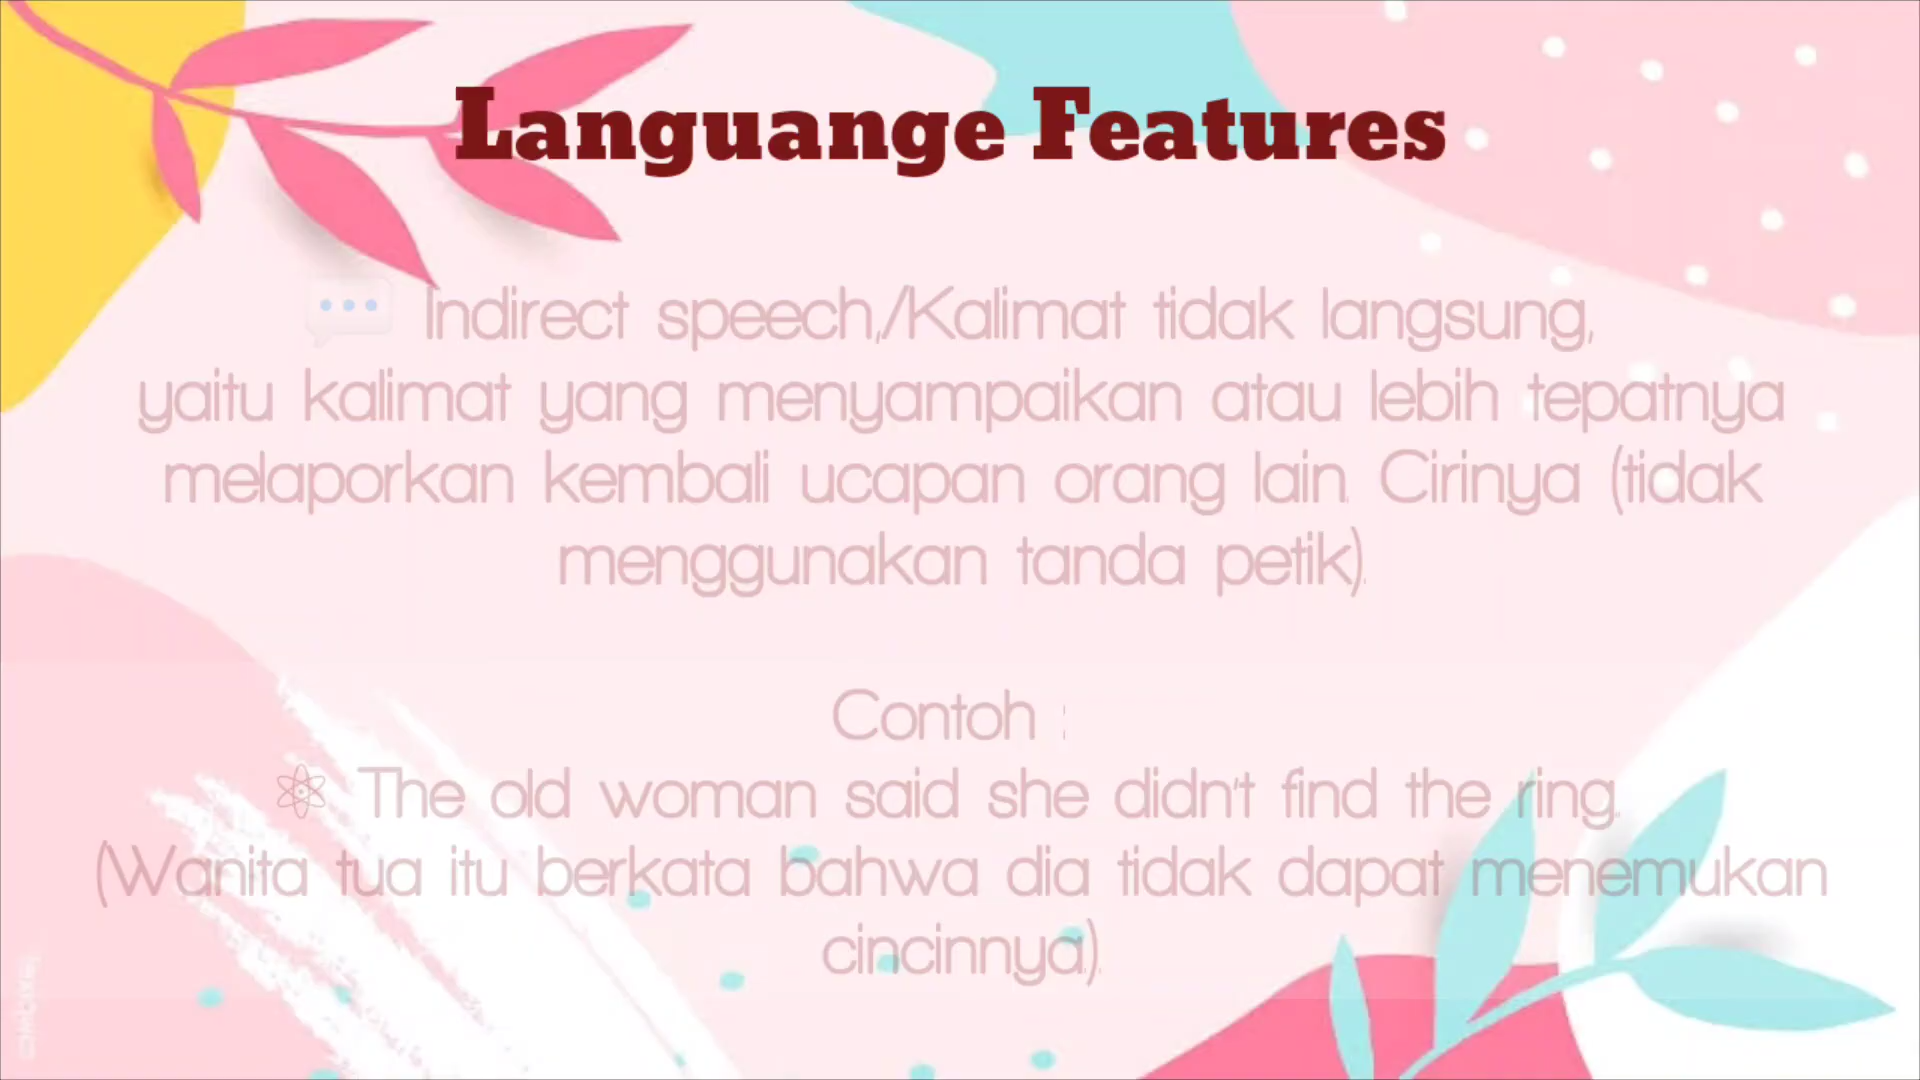 Languange Features
💬 Indirect speech,/Kalimat tidak langsung,
yaitu kalimat yang menyampaikan atau lebih tepatnya
melaporkan kembali ucapan orang lain. Cirinya (tidak
menggunakan tanda petik).
Contoh :
⚛ The old woman said she didn't find the ring.
(Wanita tua itu berkata bahwa dia tidak dapat menemukan
cincinnya).